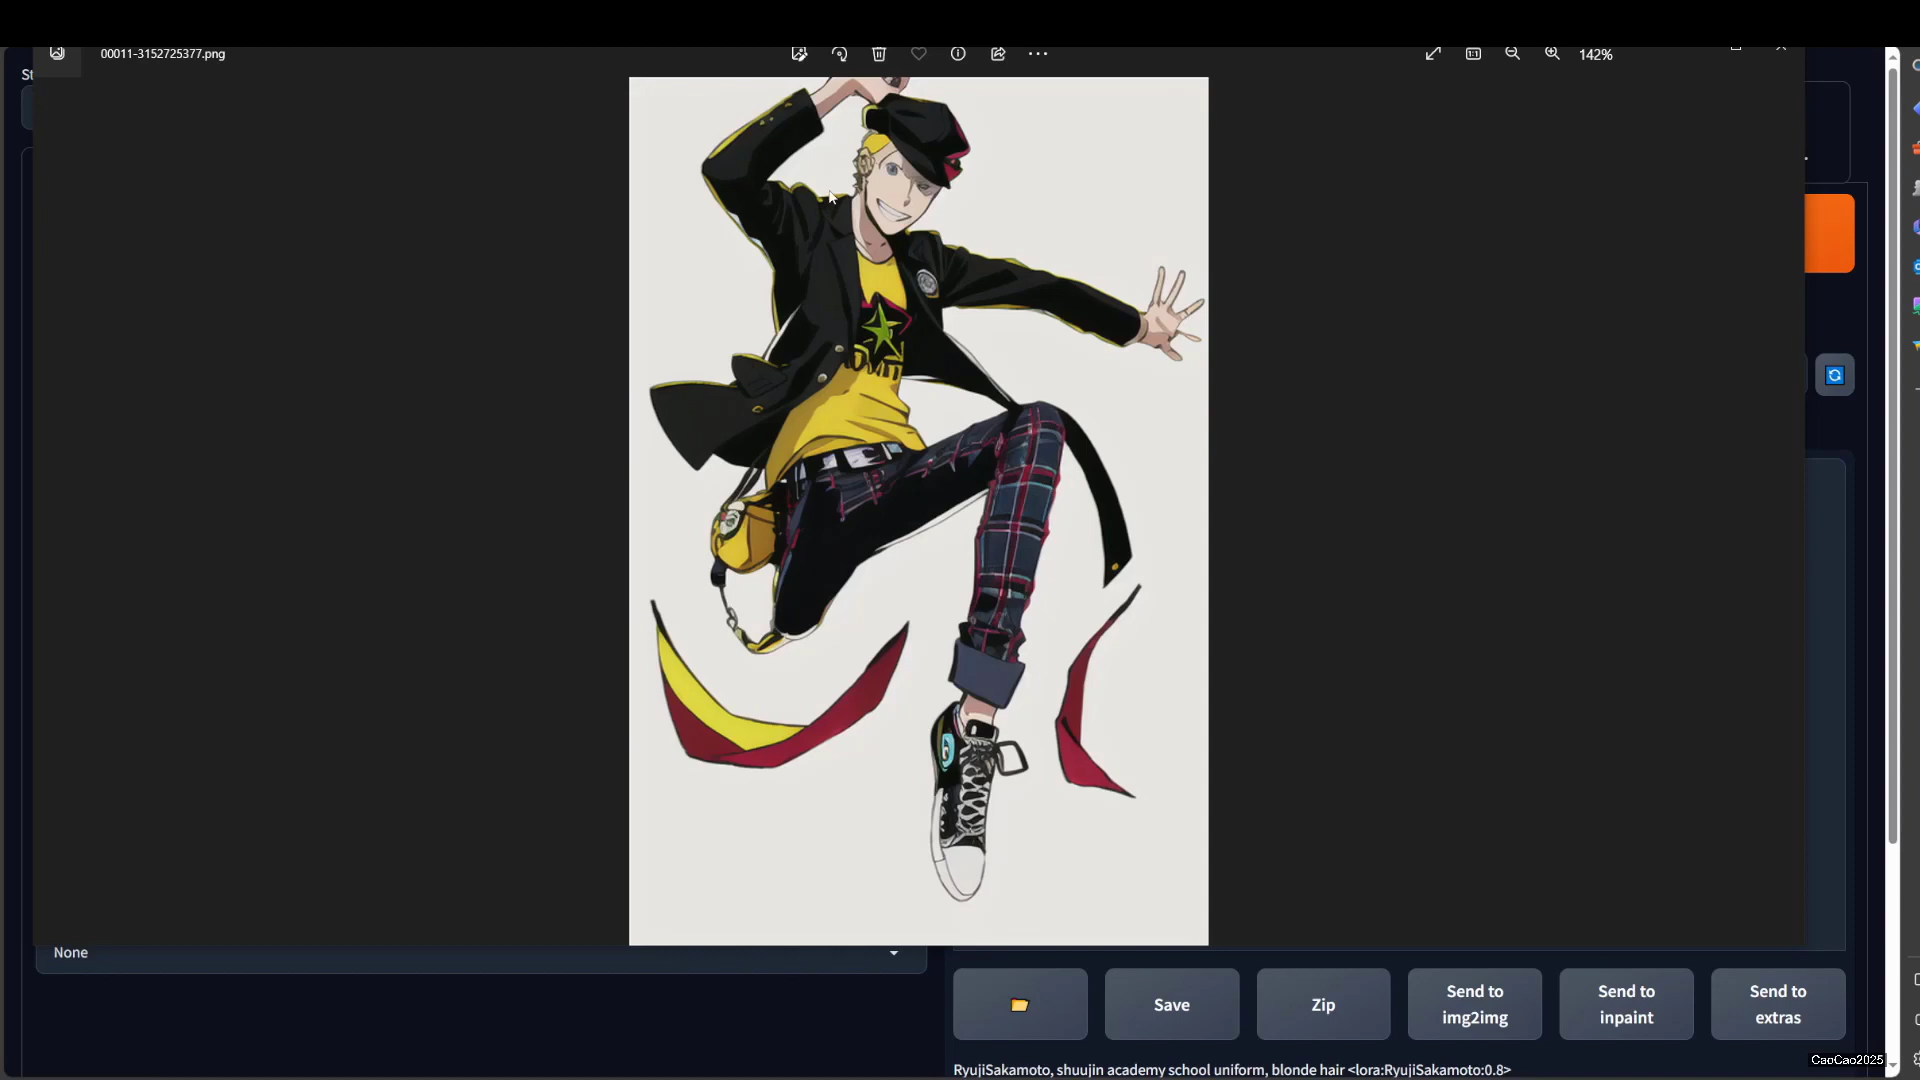 00011-3152725377.png
142%
St
None
Save
Zip
Send to
img2img
Send to
inpaint
Send to
extras
CaoCao2025
RyujiSakamoto, shuujin academy school uniform, blonde hair <lora:RyujiSakamoto:0.8>